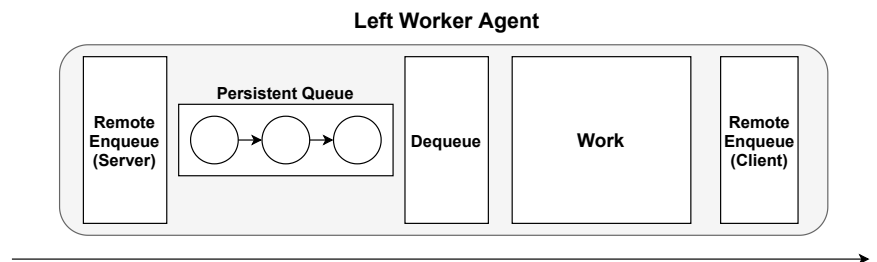 Left Worker Agent
Remote
Enqueue
(Server)
Persistent Queue
Dequeue
Work
Remote
Enqueue
(Client)